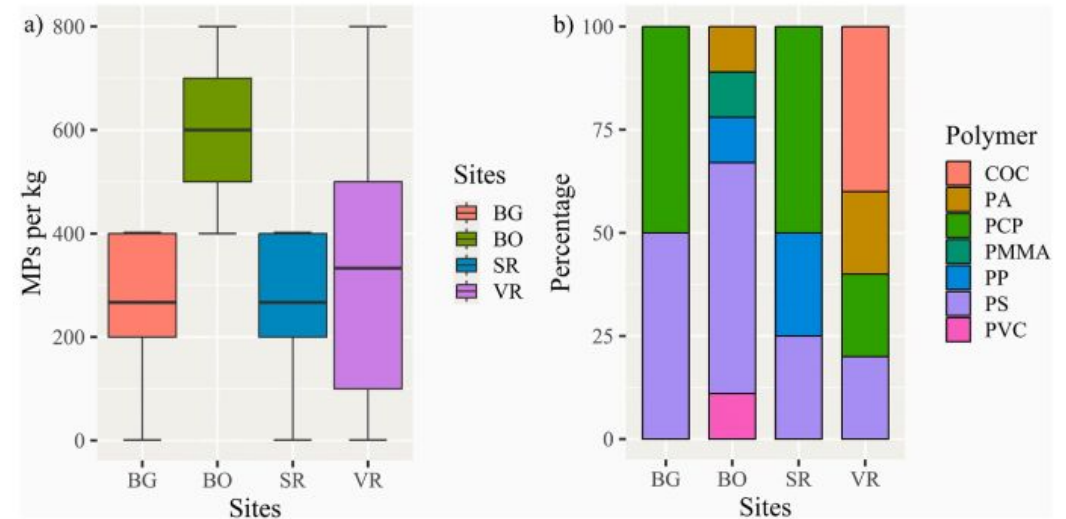 a)
MPs per kg
800
600
400
200
0
BG BO SR VR
Sites
Sites
BG
BO
SR
VR
b)
Percentage
100
75
50
25
0
BG BO SR VR
Sites
Polymer
COC
PA
PCP
PMMA
PP
PS
PVC